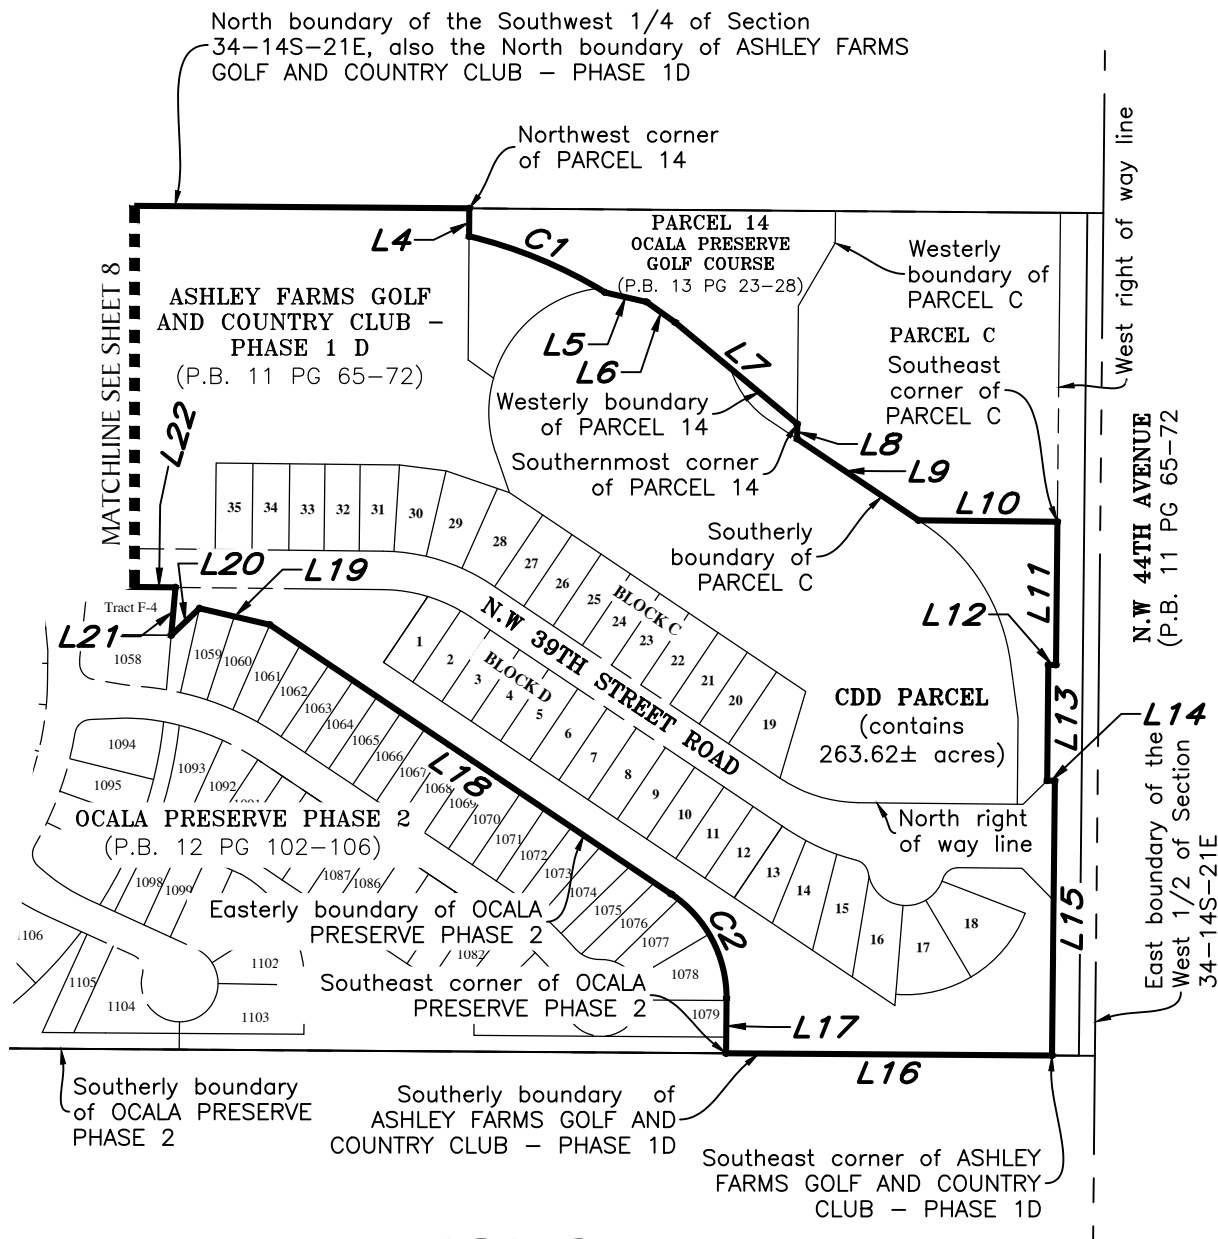 North boundary of the Southwest 1/4 of Section
34-14S-21E, also the North boundary of ASHLEY FARMS
GOLF AND COUNTRY CLUB - PHASE 1D
Northwest corner
of PARCEL 14
West right of way line
L4
C1
PARCEL 14
OCALA PRESERVE
GOLF COURSE
(P.B. 13 PG 23-28)
Westerly
boundary of
PARCEL C
MATCHLINE SEE SHEET 8
ASHLEY FARMS GOLF
AND COUNTRY CLUB -
PHASE 1 D
(P.B. 11 PG 65-72)
L5
L6
L7
PARCEL C
Southeast
corner of
PARCEL C
Westerly boundary
of PARCEL 14
L22
L8
L9
Southernmost corner
of PARCEL 14
L10
N.W 44TH AVENUE
(P.B. 11 PG 65-72
35
34
33
32
31
30
29
28
27
26
25
24
23
22
21
20
19
BLOCK C
Southerly
boundary of
PARCEL C
L11
L12
L20
L19
L21
Tract F-4
N.W 39TH STREET ROAD
BLOCK D
1
2
3
4
5
6
7
8
9
10
11
12
13
14
15
16
17
18
CDD PARCEL
(contains
263.62± acres)
L13
L14
1058
1059
1060
1061
1062
1063
1064
1065
1066
1067
1068
1069
1070
1071
1072
1073
1074
1075
1076
1077
1078
1079
L18
1094
1095
1093
1092
1091
OCALA PRESERVE PHASE 2
(P.B. 12 PG 102-106)
North right
of way line
1087
1086
1098
1099
Easterly boundary of OCALA
PRESERVE PHASE 2
1082
C2
L15
East boundary of the
West 1/2 of Section
34-14S-21E
1106
1105
1104
1102
1103
Southeast corner of OCALA
PRESERVE PHASE 2
L17
L16
Southerly boundary
of OCALA PRESERVE
PHASE 2
Southerly boundary of
ASHLEY FARMS GOLF AND
COUNTRY CLUB - PHASE 1D
Southeast corner of ASHLEY
FARMS GOLF AND COUNTRY
CLUB - PHASE 1D